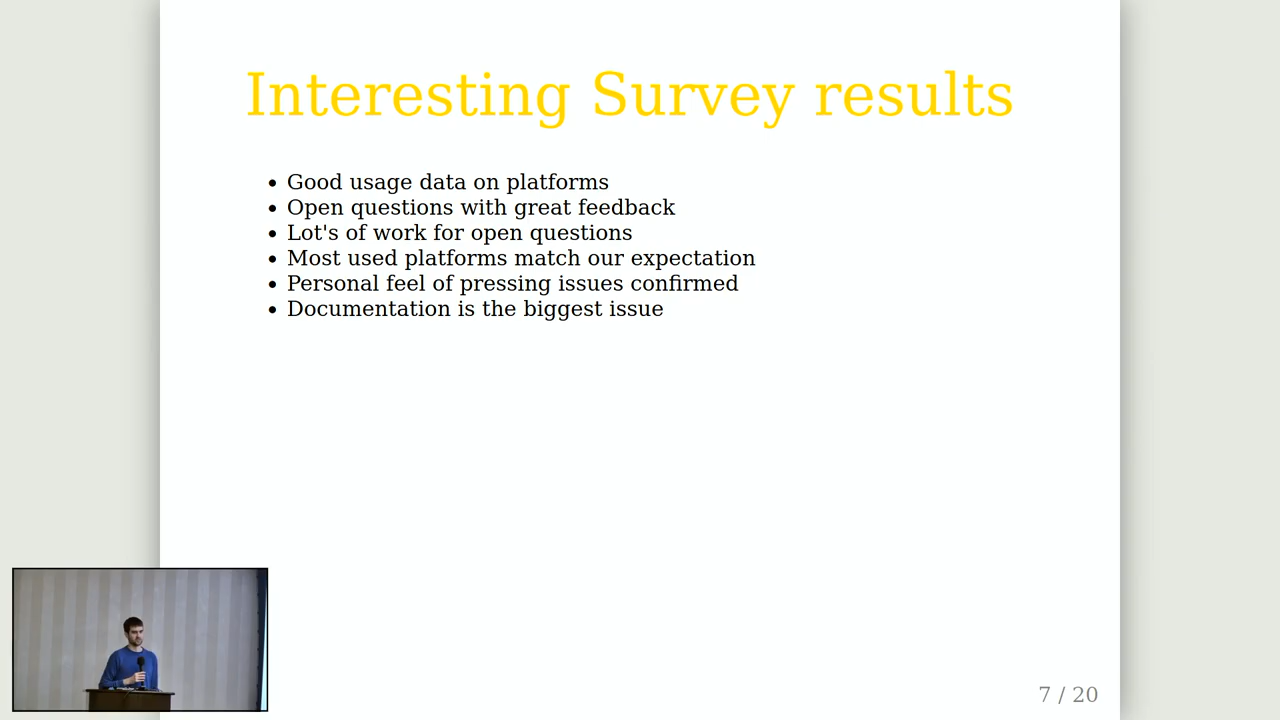 Interesting Survey results
Good usage data on platforms
Open questions with great feedback
Lot's of work for open questions
Most used platforms match our expectation
Personal feel of pressing issues confirmed
Documentation is the biggest issue
7 / 20